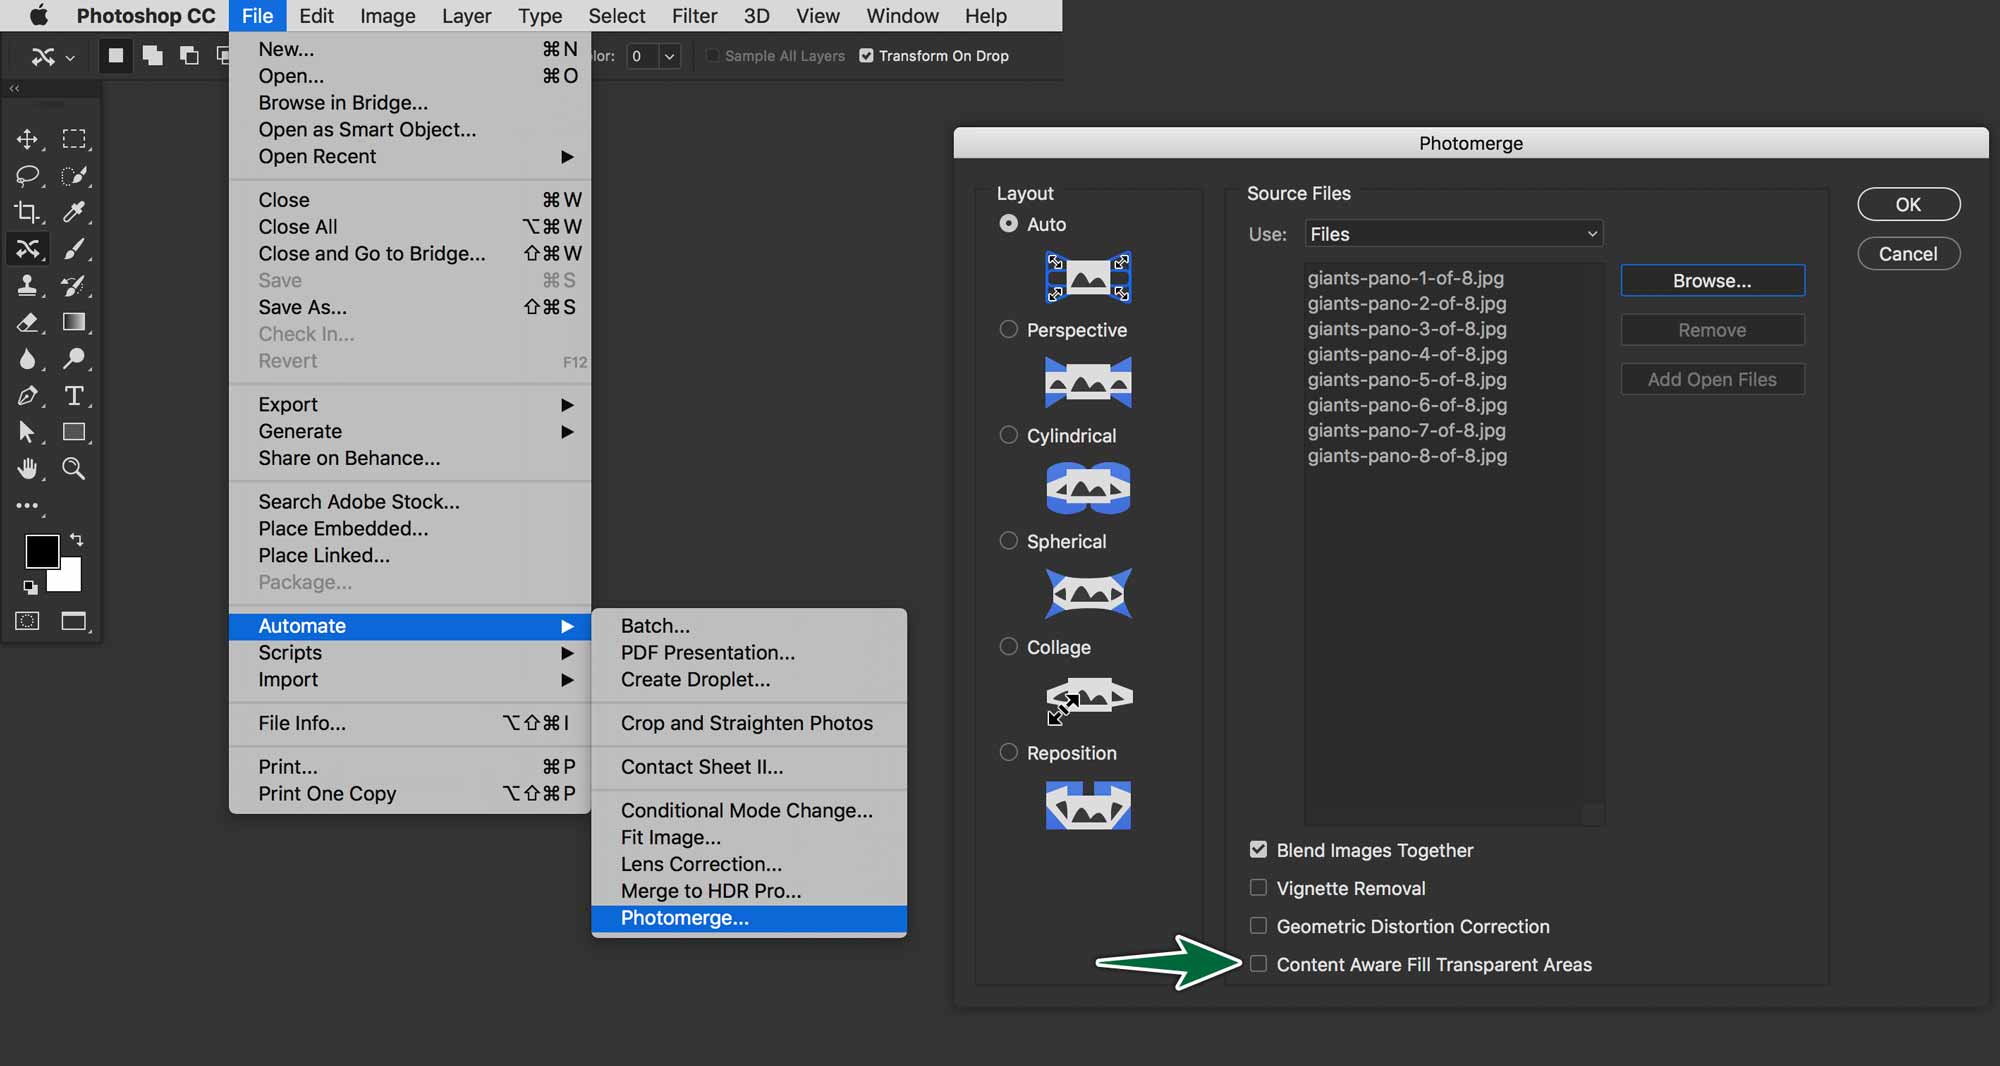 Photoshop CC File Edit Image Layer Type Select Filter 3D View Window Help
lor: 0 Sample All Layers Transform On Drop
New... ⌘N
Open... ⌘O
Browse in Bridge...
Open as Smart Object...
Open Recent
Close ⌘W
Close All ⌥⌘W
Close and Go to Bridge... ⇧⌘W
Save ⌘S
Save As... ⇧⌘S
Check In...
Revert F12
Export
Generate
Share on Behance...
Search Adobe Stock...
Place Embedded...
Place Linked...
Package...
Automate
Scripts
Import
File Info... ⌥⇧⌘I
Print... ⌘P
Print One Copy ⌥⇧⌘P
Batch...
PDF Presentation...
Create Droplet...
Crop and Straighten Photos
Contact Sheet II...
Conditional Mode Change...
Fit Image...
Lens Correction...
Merge to HDR Pro...
Photomerge...
Photomerge
Layout
Auto
Perspective
Cylindrical
Spherical
Collage
Reposition
Source Files
Use: Files
giants-pano-1-of-8.jpg
giants-pano-2-of-8.jpg
giants-pano-3-of-8.jpg
giants-pano-4-of-8.jpg
giants-pano-5-of-8.jpg
giants-pano-6-of-8.jpg
giants-pano-7-of-8.jpg
giants-pano-8-of-8.jpg
Browse...
Remove
Add Open Files
OK
Cancel
Blend Images Together
Vignette Removal
Geometric Distortion Correction
Content Aware Fill Transparent Areas